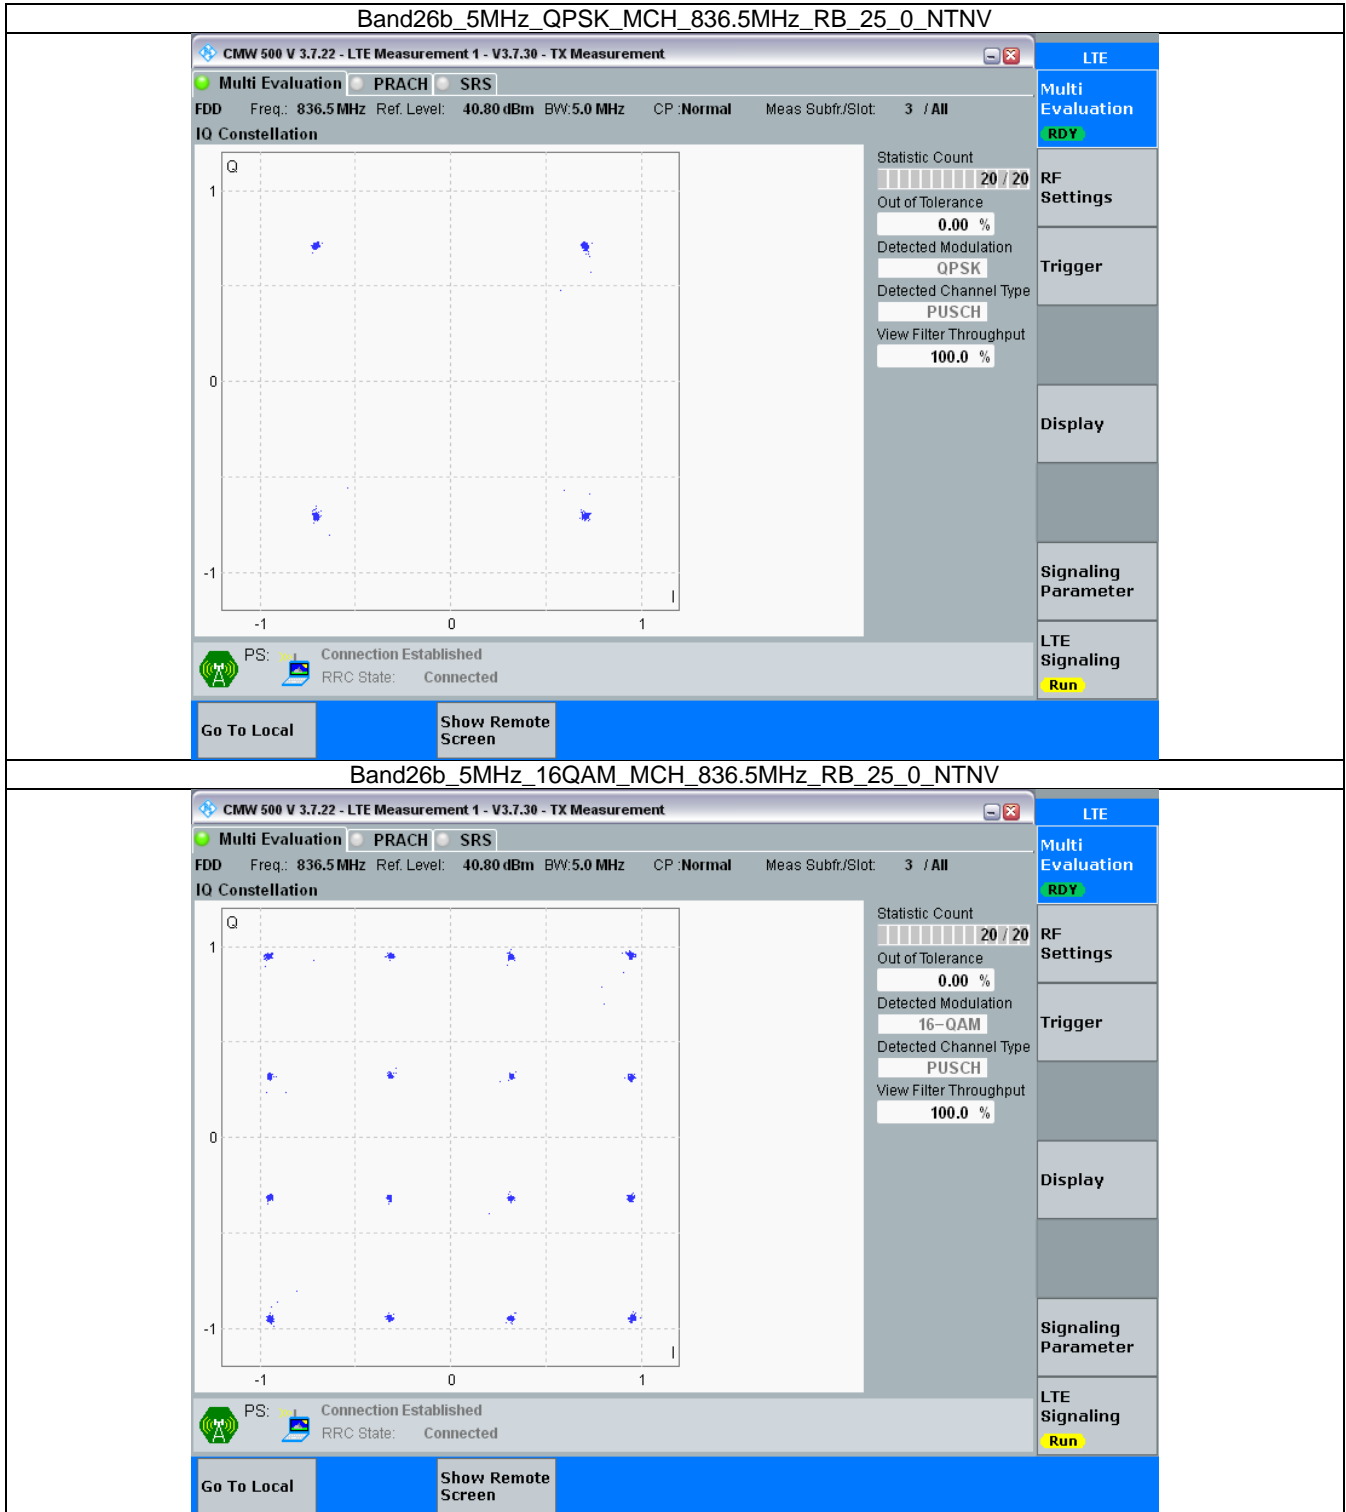 Band26b_5MHz_QPSK_MCH_836.5MHz_RB_25_0_NTNV
CMW 500 V 3.7.22 - LTE Measurement 1 - V3.7.30 - TX Measurement
LTE
Multi Evaluation PRACH SRS
Multi
Evaluation
RDY
FDD Freq.: 836.5 MHz Ref. Level: 40.80 dBm BW:5.0 MHz CP :Normal Meas Subfr./Slot: 3 / All
IQ Constellation
Q
1
0
-1
-1 0 1
I
Statistic Count
20 / 20
Out of Tolerance
0.00 %
Detected Modulation
QPSK
Detected Channel Type
PUSCH
View Filter Throughput
100.0 %
RF
Settings
Trigger
Display
Signaling
Parameter
LTE
Signaling
Run
PS: Connection Established
RRC State: Connected
Go To Local
Show Remote
Screen
Band26b_5MHz_16QAM_MCH_836.5MHz_RB_25_0_NTNV
CMW 500 V 3.7.22 - LTE Measurement 1 - V3.7.30 - TX Measurement
LTE
Multi Evaluation PRACH SRS
Multi
Evaluation
RDY
FDD Freq.: 836.5 MHz Ref. Level: 40.80 dBm BW:5.0 MHz CP :Normal Meas Subfr./Slot: 3 / All
IQ Constellation
Q
1
0
-1
-1 0 1
I
Statistic Count
20 / 20
Out of Tolerance
0.00 %
Detected Modulation
16-QAM
Detected Channel Type
PUSCH
View Filter Throughput
100.0 %
RF
Settings
Trigger
Display
Signaling
Parameter
LTE
Signaling
Run
PS: Connection Established
RRC State: Connected
Go To Local
Show Remote
Screen